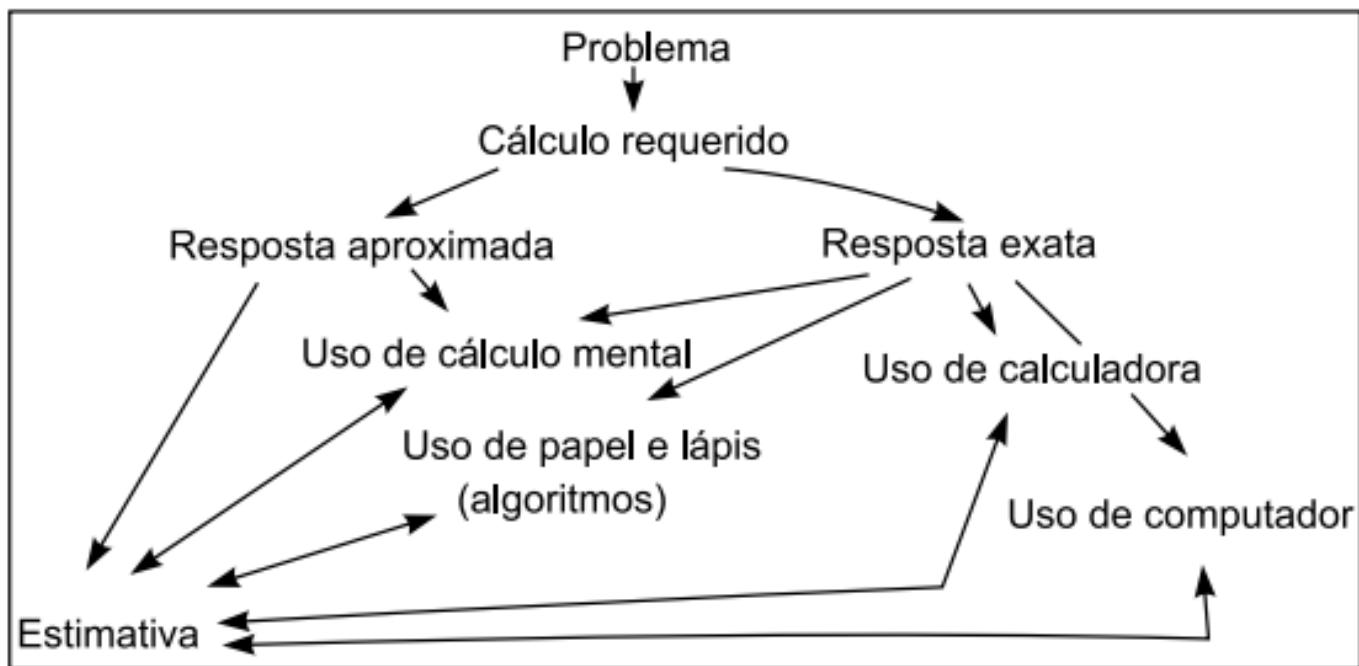 Problema
Cálculo requerido
Resposta aproximada
Resposta exata
Uso de cálculo mental
Uso de calculadora
Uso de papel e lápis
(algoritmos)
Uso de computador
Estimativa